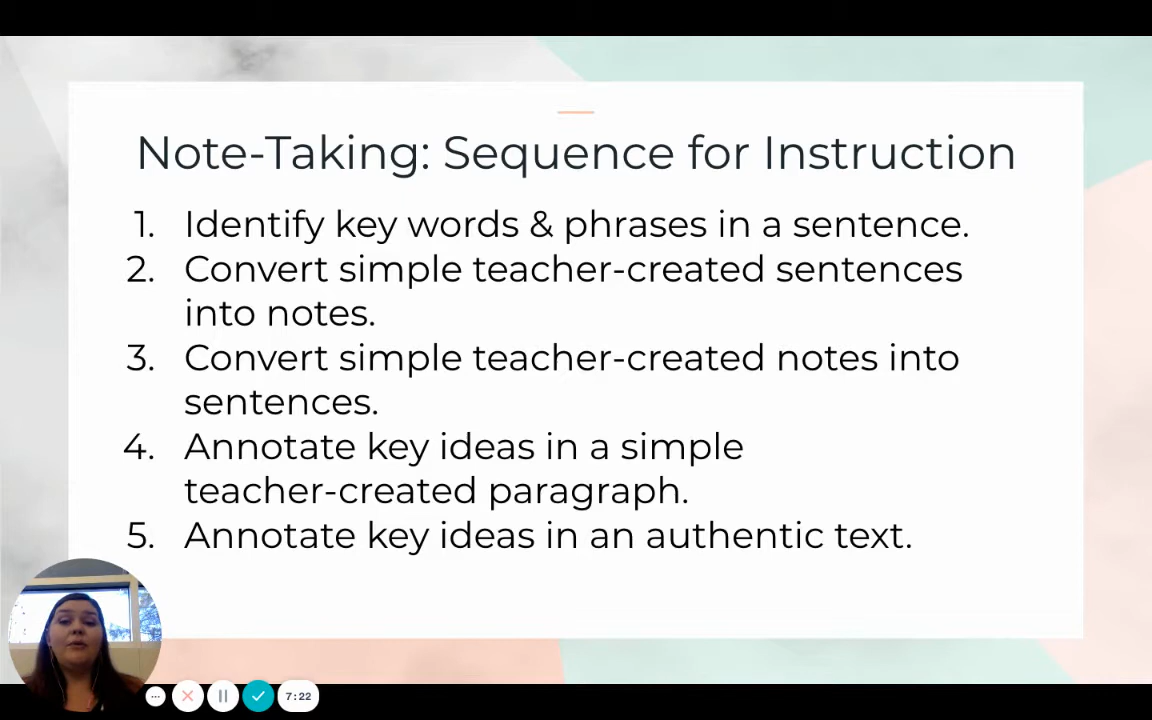 Note-Taking: Sequence for Instruction
1. Identify key words & phrases in a sentence.
2. Convert simple teacher-created sentences
into notes.
3. Convert simple teacher-created notes into
sentences.
4. Annotate key ideas in a simple
teacher-created paragraph.
5. Annotate key ideas in an authentic text.
7:22